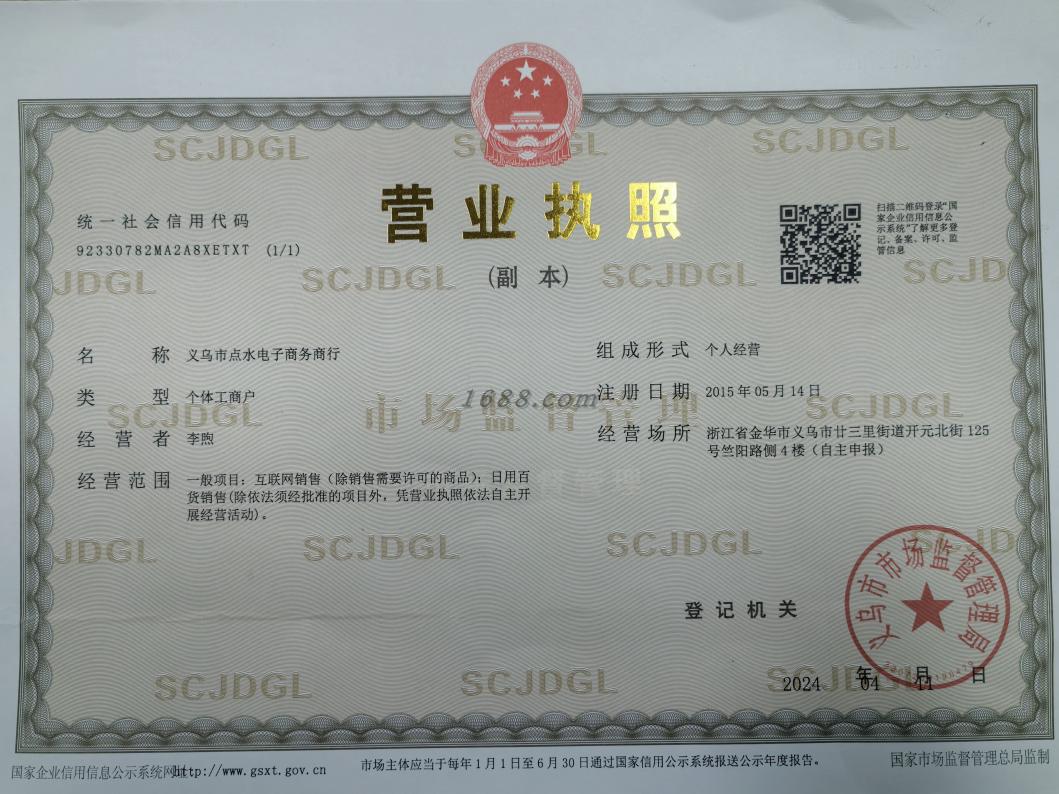 营业执照
(副 本)
统一社会信用代码
92330782MA2A8XETXT (1/1)
扫描二维码登录“国
家企业信用信息公
示系统”了解更多登
记、备案、许可、监
管信息
名 称 义乌市点水电子商务商行
类 型 个体工商户
经 营 者 李煦
经 营 范 围 一般项目：互联网销售（除销售需要许可的商品）；日用百
货销售(除依法须经批准的项目外，凭营业执照依法自主开
展经营活动)。
组 成 形 式 个人经营
注 册 日 期 2015 年 05 月 14 日
经 营 场 所 浙江省金华市义乌市廿三里街道开元北街 125
号竺阳路侧 4 楼（自主申报）
SCJDGL SCJDGL SCJDGL
JDGL SCJDGL SCJDGL SCJD
SCJDGL 市场监督管理 SCJDGL
1688.com
督管理
JDGL SCJDGL SCJDGL SCJD
SCJDGL SCJDGL SCJDGL
登 记 机 关
义乌市市场监督管理局
2024 年 04 月 11 日
国家企业信用信息公示系统网址http://www.gsxt.gov.cn
市场主体应当于每年 1 月 1 日至 6 月 30 日通过国家信用公示系统报送公示年度报告。
国家市场监督管理总局监制